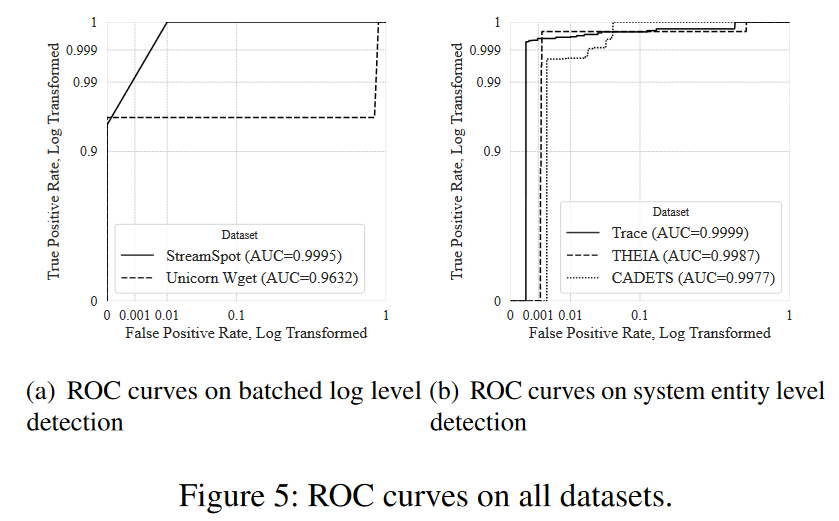 1
0.999
0.99
0.9
0
True Positive Rate, Log Transformed
Dataset
StreamSpot (AUC=0.9995)
Unicorn Wget (AUC=0.9632)
0 0.001 0.01 0.1 1
False Positive Rate, Log Transformed
1
0.999
0.99
0.9
0
True Positive Rate, Log Transformed
Dataset
Trace (AUC=0.9999)
THEIA (AUC=0.9987)
CADETS (AUC=0.9977)
0 0.001 0.01 0.1 1
False Positive Rate, Log Transformed
(a) ROC curves on batched log level
detection
(b) ROC curves on system entity level
detection
Figure 5: ROC curves on all datasets.